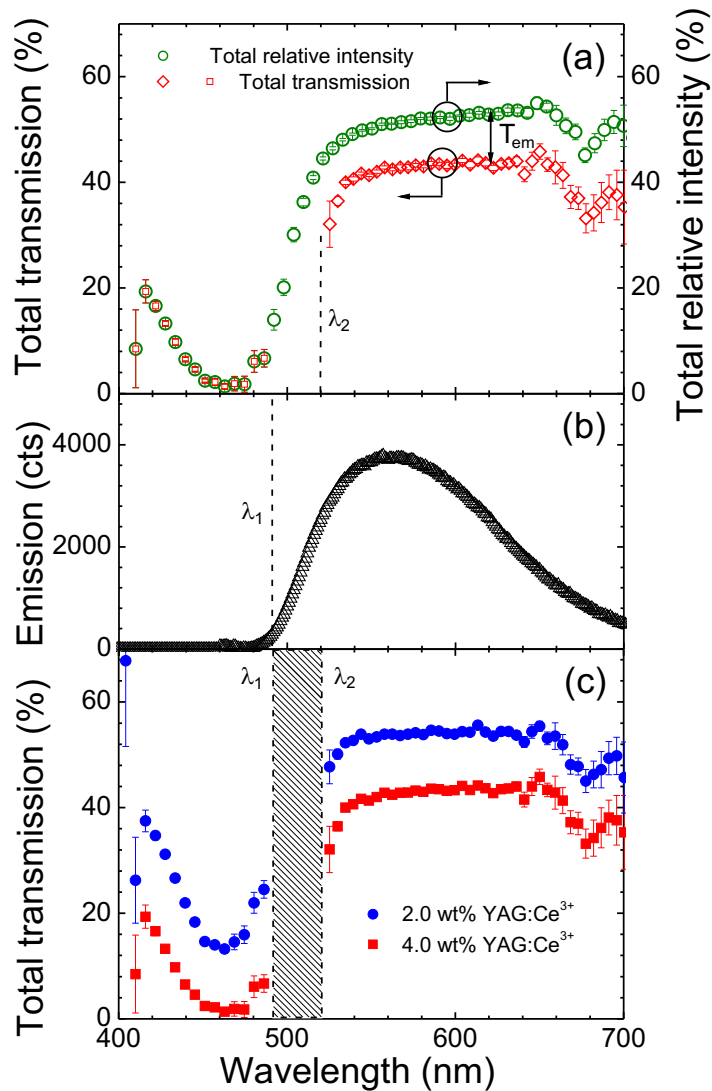 (a)
Total relative intensity
Total transmission
Total transmission (%)
60
40
20
0
Total relative intensity (%)
60
40
20
0
T_em
λ₂
(b)
Emission (cts)
4000
2000
0
λ₁
(c)
Total transmission (%)
60
40
20
0
λ₁
λ₂
2.0 wt% YAG:Ce³⁺
4.0 wt% YAG:Ce³⁺
400 500 600 700
Wavelength (nm)